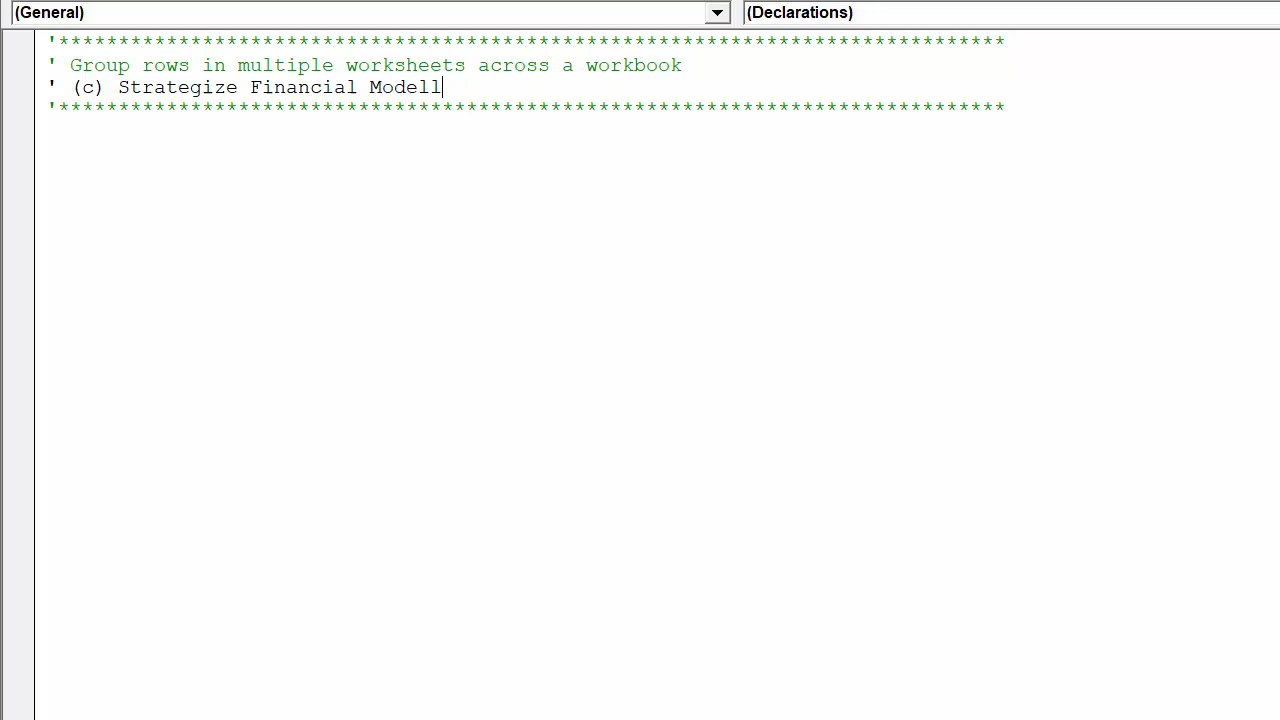 (General)
(Declarations)
'*******************************************************************************
' Group rows in multiple worksheets across a workbook
' (c) Strategize Financial Modell
'*******************************************************************************